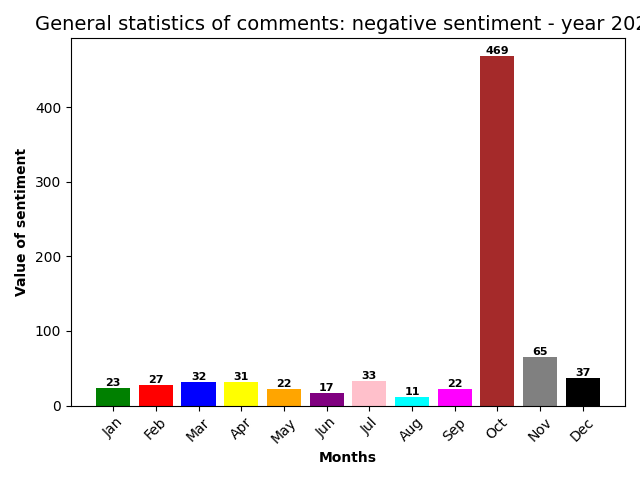 General statistics of comments: negative sentiment - year 202
469
400
300
200
100
0
Value of sentiment
23
27
32
31
22
17
33
11
22
65
37
Jan
Feb
Mar
Apr
May
Jun
Jul
Aug
Sep
Oct
Nov
Dec
Months